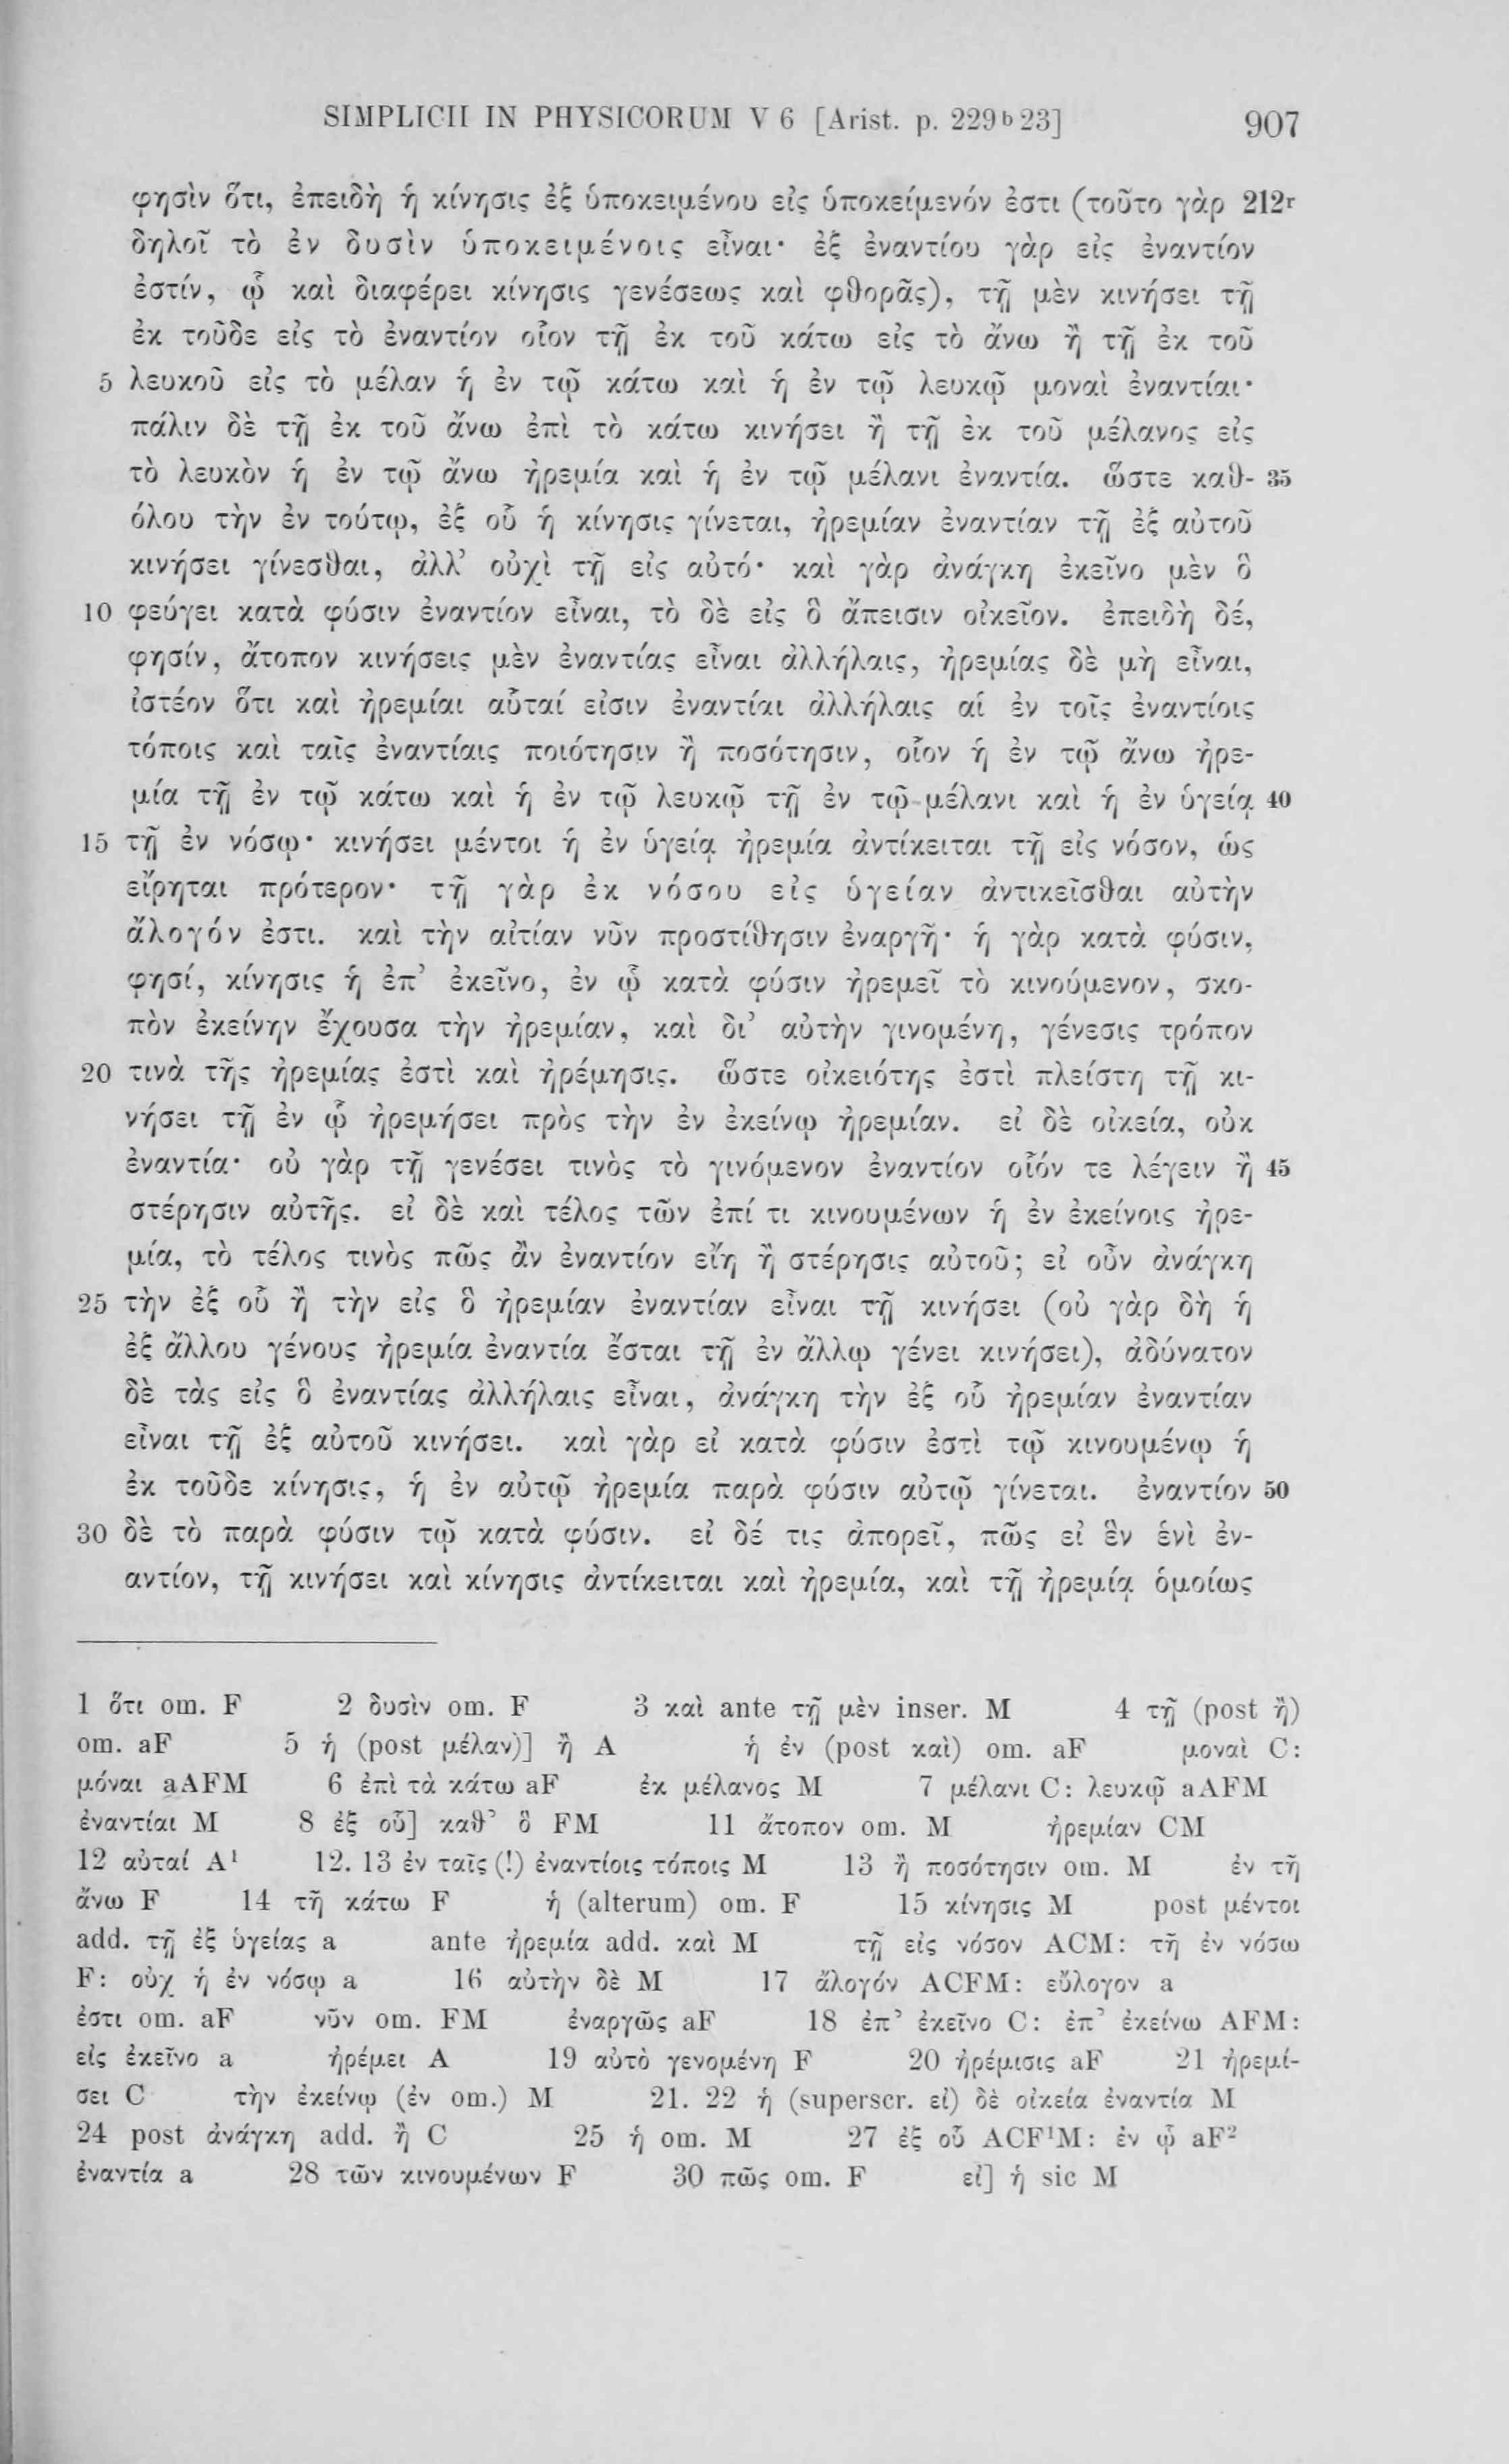 SIMPLICII IN PHYSICORUM V 6 [Arist. p. 229b23] 907
φησὶν ὅτι, ἐπειδὴ ἡ κίνησις ἐξ ὑποκειμένου εἰς ὑποκείμενόν ἐστι (τοῦτο γὰρ 212r
δηλοῖ τὸ ἐν δυσὶν ὑποκειμένοις εἶναι· ἐξ ἐναντίου γὰρ εἰς ἐναντίον
ἐστίν, ᾧ καὶ διαφέρει κίνησις γενέσεως καὶ φθορᾶς), τῇ μὲν κινήσει τῇ
ἐκ τοῦδε εἰς τὸ ἐναντίον οἷον τῇ ἐκ τοῦ κάτω εἰς τὸ ἄνω ἢ τῇ ἐκ τοῦ
5 λευκοῦ εἰς τὸ μέλαν ἡ ἐν τῷ κάτω καὶ ἡ ἐν τῷ λευκῷ μοναὶ ἐναντίαι·
πάλιν δὲ τῇ ἐκ τοῦ ἄνω ἐπὶ τὸ κάτω κινήσει ἢ τῇ ἐκ τοῦ μέλανος εἰς
τὸ λευκὸν ἡ ἐν τῷ ἄνω ἠρεμία καὶ ἡ ἐν τῷ μέλανι ἐναντία. ὥστε καθ- 35
όλου τὴν ἐν τούτῳ, ἐξ οὗ ἡ κίνησις γίνεται, ἠρεμίαν ἐναντίαν τῇ ἐξ αὐτοῦ
κινήσει γίνεσθαι, ἀλλ’ οὐχὶ τῇ εἰς αὐτό· καὶ γὰρ ἀνάγκη ἐκεῖνο μὲν ὃ
10 φεύγει κατὰ φύσιν ἐναντίον εἶναι, τὸ δὲ εἰς ὃ ἄπεισιν οἰκεῖον. ἐπειδὴ δέ,
φησίν, ἄτοπον κινήσεις μὲν ἐναντίας εἶναι ἀλλήλαις, ἠρεμίας δὲ μὴ εἶναι,
ἰστέον ὅτι καὶ ἠρεμίαι αὗταί εἰσιν ἐναντίαι ἀλλήλαις αἱ ἐν τοῖς ἐναντίοις
τόποις καὶ ταῖς ἐναντίαις ποιότησιν ἢ ποσότησιν, οἷον ἡ ἐν τῷ ἄνω ἠρε-
μία τῇ ἐν τῷ κάτω καὶ ἡ ἐν τῷ λευκῷ τῇ ἐν τῷ μέλανι καὶ ἡ ἐν ὑγείᾳ 40
15 τῇ ἐν νόσῳ· κινήσει μέντοι ἡ ἐν ὑγείᾳ ἠρεμία ἀντίκειται τῇ εἰς νόσον, ὡς
εἴρηται πρότερον· τῇ γὰρ ἐκ νόσου εἰς ὑγείαν ἀντικεῖσθαι αὐτὴν
ἄλογόν ἐστι. καὶ τὴν αἰτίαν νῦν προστίθησιν ἐναργῆ· ἡ γὰρ κατὰ φύσιν,
φησί, κίνησις ἡ ἐπ’ ἐκεῖνο, ἐν ᾧ κατὰ φύσιν ἠρεμεῖ τὸ κινούμενον, σκο-
πὸν ἐκείνην ἔχουσα τὴν ἠρεμίαν, καὶ δι’ αὐτὴν γινομένη, γένεσις τρόπον
20 τινὰ τῆς ἠρεμίας ἐστὶ καὶ ἠρέμησις. ὥστε οἰκειότης ἐστὶ πλείστη τῇ κι-
νήσει τῇ ἐν ᾧ ἠρεμήσει πρὸς τὴν ἐν ἐκείνῳ ἠρεμίαν. εἰ δὲ οἰκεία, οὐκ
ἐναντία· οὐ γὰρ τῇ γενέσει τινὸς τὸ γινόμενον ἐναντίον οἷόν τε λέγειν ἢ 45
στέρησιν αὐτῆς. εἰ δὲ καὶ τέλος τῶν ἐπί τι κινουμένων ἡ ἐν ἐκείνοις ἠρε-
μία, τὸ τέλος τινὸς πῶς ἂν ἐναντίον εἴη ἢ στέρησις αὐτοῦ; εἰ οὖν ἀνάγκη
25 τὴν ἐξ οὗ ἢ τὴν εἰς ὃ ἠρεμίαν ἐναντίαν εἶναι τῇ κινήσει (οὐ γὰρ δὴ ἡ
ἐξ ἄλλου γένους ἠρεμία ἐναντία ἔσται τῇ ἐν ἄλλῳ γένει κινήσει), ἀδύνατον
δὲ τὰς εἰς ὃ ἐναντίας ἀλλήλαις εἶναι, ἀνάγκη τὴν ἐξ οὗ ἠρεμίαν ἐναντίαν
εἶναι τῇ ἐξ αὐτοῦ κινήσει. καὶ γὰρ εἰ κατὰ φύσιν ἐστὶ τῷ κινουμένῳ ἡ
ἐκ τοῦδε κίνησις, ἡ ἐν αὐτῷ ἠρεμία παρὰ φύσιν αὐτῷ γίνεται. ἐναντίον 50
30 δὲ τὸ παρὰ φύσιν τῷ κατὰ φύσιν. εἰ δέ τις ἀπορεῖ, πῶς εἰ ἓν ἑνὶ ἐν-
αντίον, τῇ κινήσει καὶ κίνησις ἀντίκειται καὶ ἠρεμία, καὶ τῇ ἠρεμίᾳ ὁμοίως
1 ὅτι om. F 2 δυσὶν om. F 3 καὶ ante τῇ μὲν inser. M 4 τῇ (post ἢ)
om. aF 5 ἡ (post μέλαν)] ἢ A ἡ ἐν (post καὶ) om. aF μοναὶ C:
μόναι aAFM 6 ἐπὶ τὰ κάτω aF ἐκ μέλανος M 7 μέλανι C: λευκῷ aAFM
ἐναντίαι M 8 ἐξ οὗ] καθ’ ὃ FM 11 ἄτοπον om. M ἠρεμίαν CM
12 αὐταί A1 12. 13 ἐν ταῖς (!) ἐναντίοις τόποις M 13 ἢ ποσότησιν om. M ἐν τῇ
ἄνω F 14 τῇ κάτω F ἡ (alterum) om. F 15 κίνησις M post μέντοι
add. τῇ ἐξ ὑγείας a ante ἠρεμία add. καὶ M τῇ εἰς νόσον ACM: τῇ ἐν νόσω
F: οὐχ ἡ ἐν νόσῳ a 16 αὐτὴν δὲ M 17 ἄλογόν ACFM: εὔλογον a
ἐστι om. aF νῦν om. FM ἐναργῶς aF 18 ἐπ’ ἐκεῖνο C: ἐπ’ ἐκείνω AFM:
εἰς ἐκεῖνο a ἠρέμει A 19 αὐτὸ γενομένη F 20 ἠρέμισις aF 21 ἠρεμί-
σει C τὴν ἐκείνῳ (ἐν om.) M 21. 22 ἡ (superscr. εἰ) δὲ οἰκεία ἐναντία M
24 post ἀνάγκη add. ἢ C 25 ἡ om. M 27 ἐξ οὗ ACF1M: ἐν ᾧ aF2
ἐναντία a 28 τῶν κινουμένων F 30 πῶς om. F εἰ] ἡ sic M